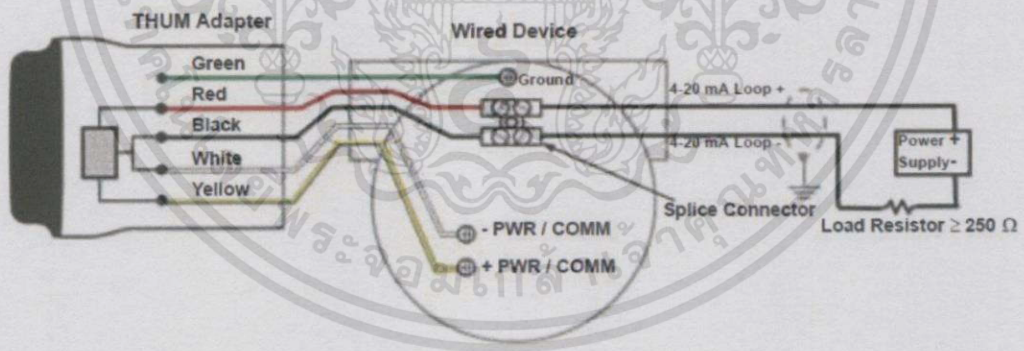 THUM Adapter
Wired Device
Green
Ground
Red
4-20 mA Loop +
Black
4-20 mA Loop -
Power +
Supply-
White
Yellow
Splice Connector
Load Resistor ≥ 250 Ω
- PWR / COMM
+ PWR / COMM